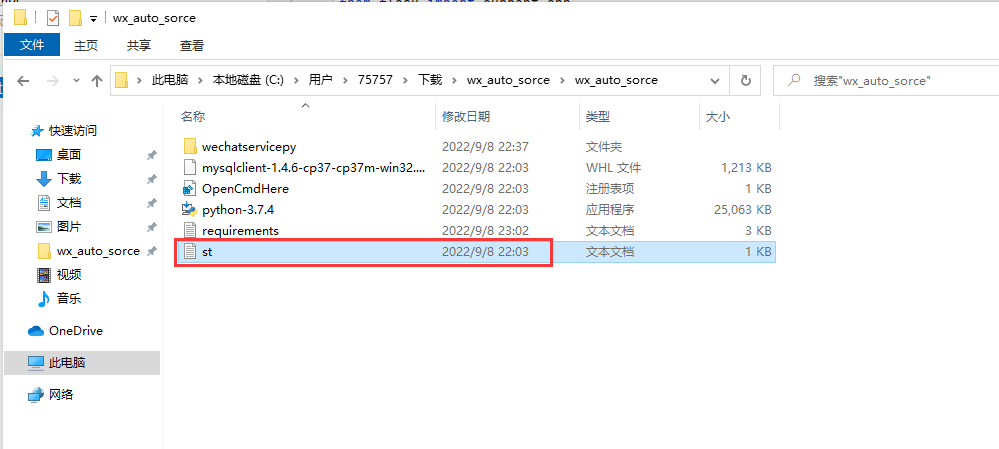 wx_auto_sorce
文件 主页 共享 查看
此电脑 本地磁盘 (C:) 用户 75757 下载 wx_auto_sorce wx_auto_sorce 搜索"wx_auto_sorce"
名称 修改日期 类型 大小
快速访问
桌面
下载
文档
图片
wx_auto_sorce
视频
音乐
OneDrive
此电脑
网络
wechatservicepy 2022/9/8 22:37 文件夹
mysqlclient-1.4.6-cp37-cp37m-win32.... 2022/9/8 22:03 WHL 文件 1,213 KB
OpenCmdHere 2022/9/8 22:03 注册表项 1 KB
python-3.7.4 2022/9/8 22:03 应用程序 25,063 KB
requirements 2022/9/8 23:02 文本文档 3 KB
st 2022/9/8 22:03 文本文档 1 KB